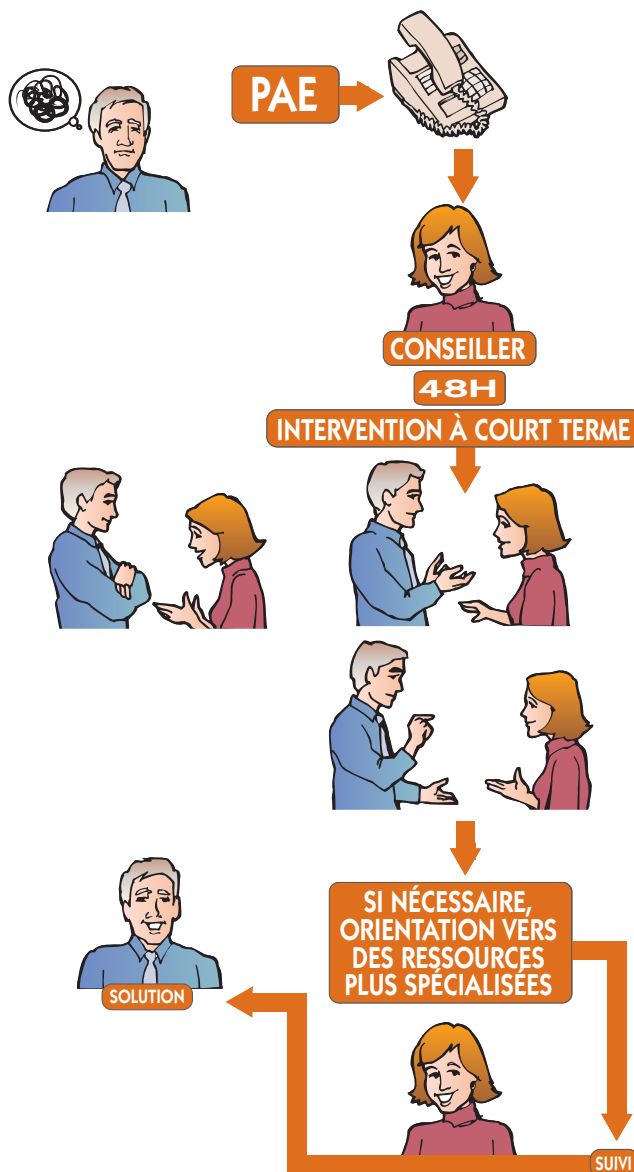 PAE
CONSEILLER
48H
INTERVENTION À COURT TERME
SI NÉCESSAIRE,
ORIENTATION VERS
DES RESSOURCES
PLUS SPÉCIALISÉES
SOLUTION
SUIVI